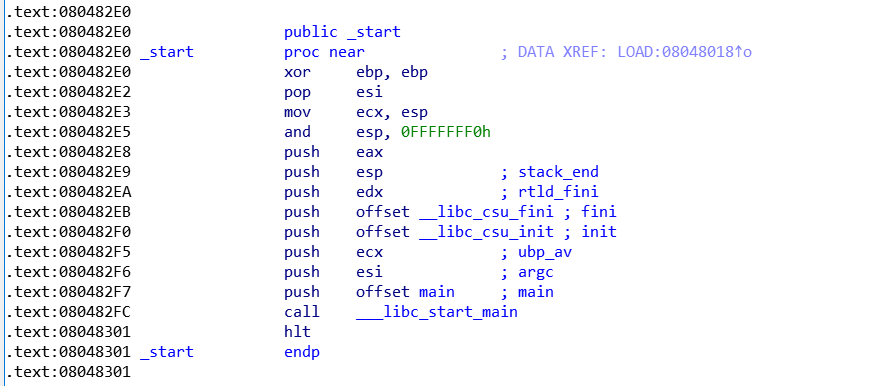 .text:080482E0
.text:080482E0 public _start
.text:080482E0 _start proc near ; DATA XREF: LOAD:08048018↑o
.text:080482E0 xor ebp, ebp
.text:080482E2 pop esi
.text:080482E3 mov ecx, esp
.text:080482E5 and esp, 0FFFFFFF0h
.text:080482E8 push eax
.text:080482E9 push esp ; stack_end
.text:080482EA push edx ; rtld_fini
.text:080482EB push offset __libc_csu_fini ; fini
.text:080482F0 push offset __libc_csu_init ; init
.text:080482F5 push ecx ; ubp_av
.text:080482F6 push esi ; argc
.text:080482F7 push offset main ; main
.text:080482FC call ___libc_start_main
.text:08048301 hlt
.text:08048301 _start endp
.text:08048301